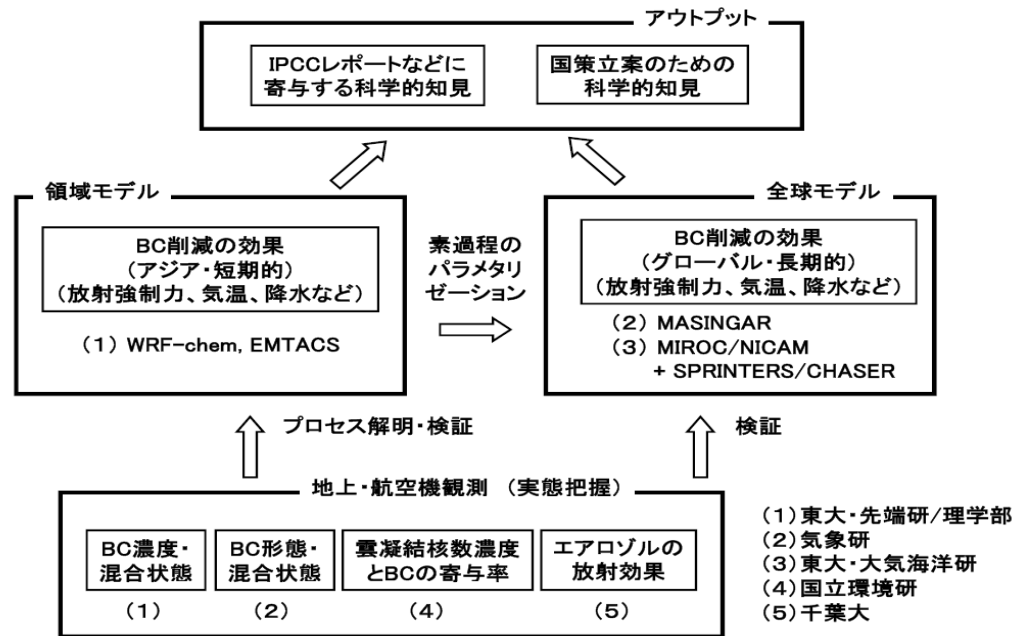 アウトプット
IPCCレポートなどに
寄与する科学的知見
国策立案のための
科学的知見
領域モデル
BC削減の効果
（アジア・短期的）
（放射強制力、気温、降水など）
（1）WRF-chem, EMTACS
素過程の
パラメタリ
ゼーション
全球モデル
BC削減の効果
（グローバル・長期的）
（放射強制力、気温、降水など）
（2）MASINGAR
（3）MIROC/NICAM
+ SPRINTERS/CHASER
プロセス解明・検証
検証
地上・航空機観測 （実態把握）
BC濃度・
混合状態
（1）
BC形態・
混合状態
（2）
雲凝結核数濃度
とBCの寄与率
（4）
エアロゾルの
放射効果
（5）
（1）東大・先端研/理学部
（2）気象研
（3）東大・大気海洋研
（4）国立環境研
（5）千葉大